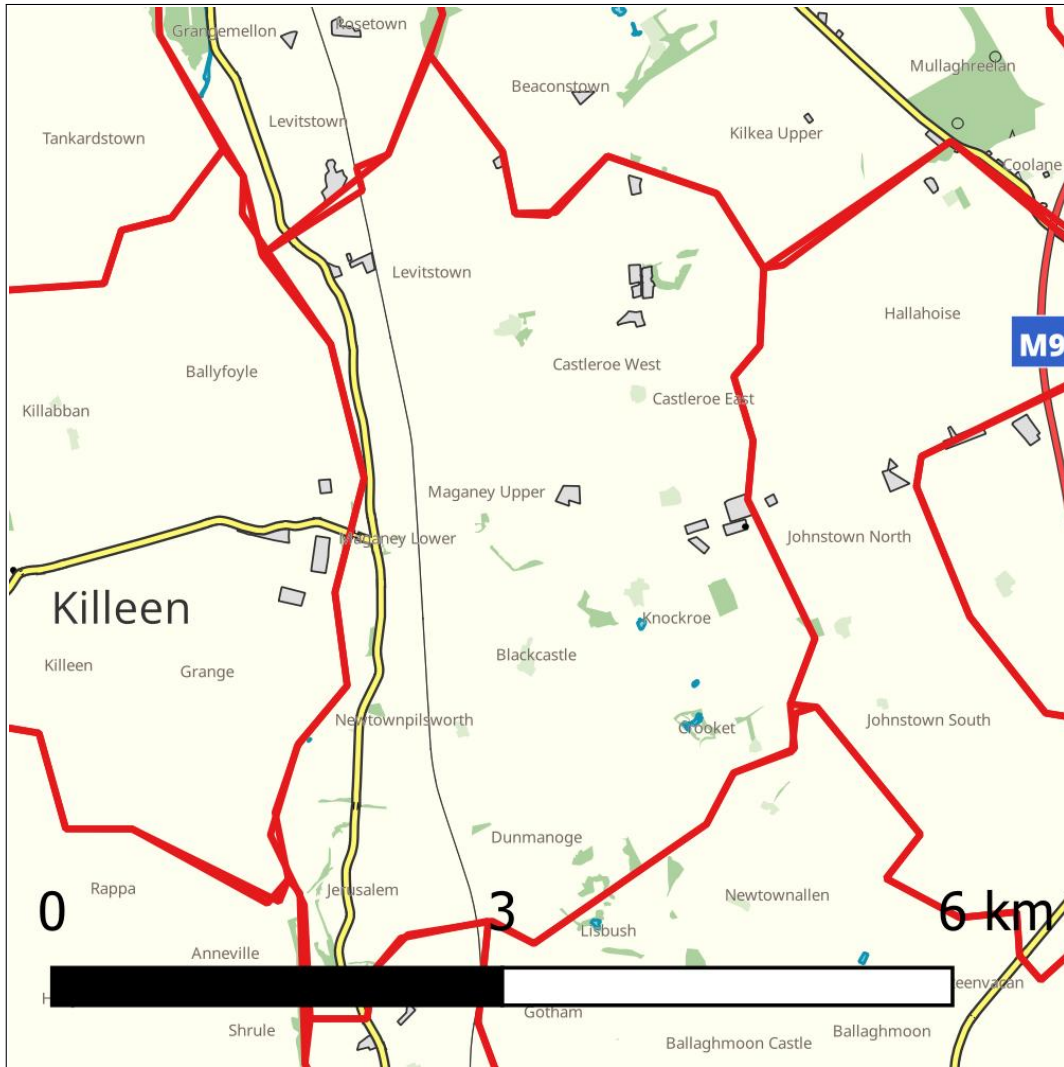 Grangemellon
Rosetown
Mullaghreelan
Beaconstown
Levitstown
Kilkea Upper
Tankardstown
Coolane
Levitstown
Hallahoise
M9
Castleroe West
Ballyfoyle
Castleroe East
Killabban
Maganey Upper
Maganey Lower
Johnstown North
Killeen
Knockroe
Blackcastle
Killeen
Grange
Newtownpilsworth
Crooket
Johnstown South
Dunmanoge
Rappa
Jerusalem
Newtownallen
0 3 6 km
Lisbush
Anneville
eenvacan
Gotham
Shrule
Ballaghmoon Castle
Ballaghmoon